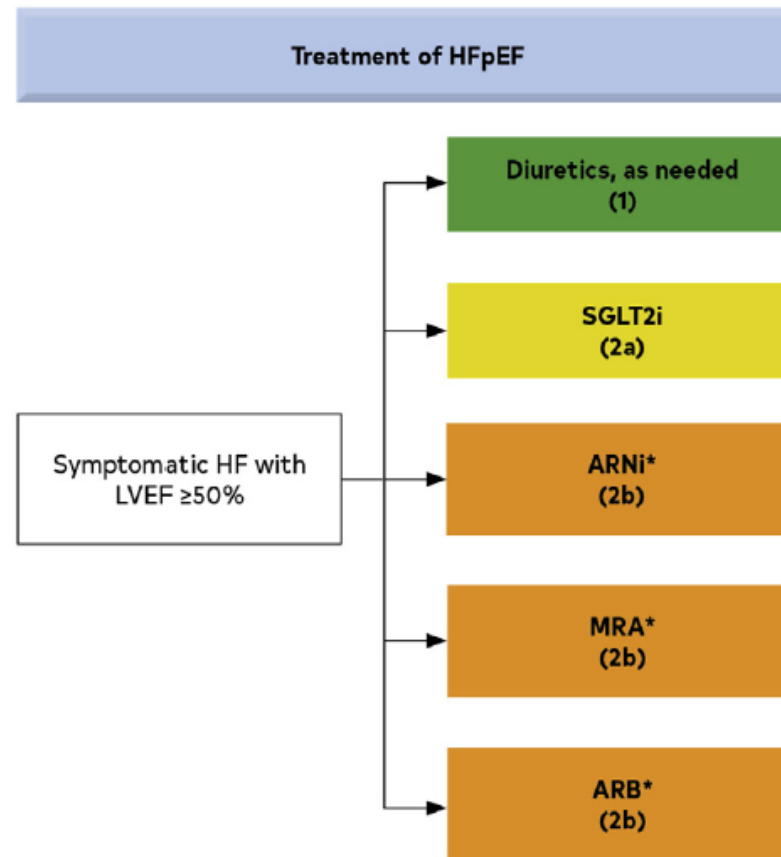 Treatment of HFpEF
Diuretics, as needed
(1)
SGLT2i
(2a)
Symptomatic HF with
LVEF ≥50%
ARNi*
(2b)
MRA*
(2b)
ARB*
(2b)